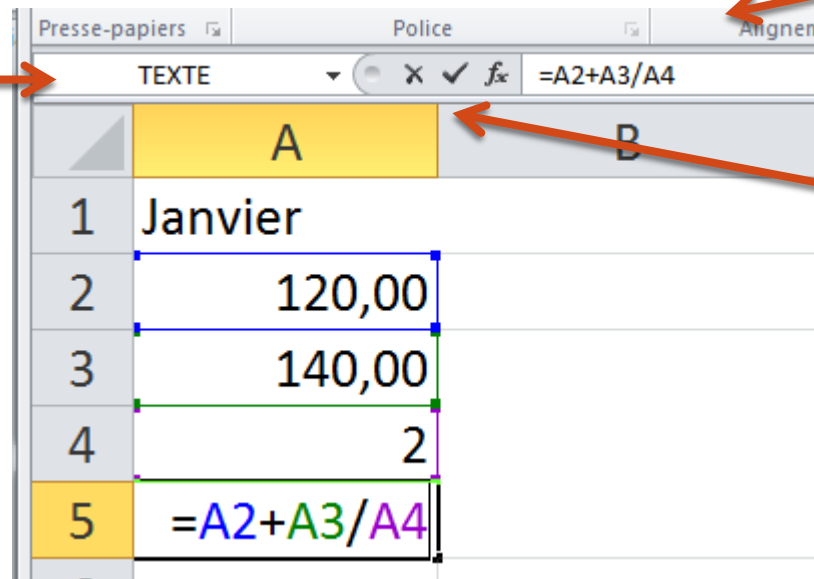 Presse-papiers Police Alignem
TEXTE fx =A2+A3/A4
A B
1 Janvier
2 120,00
3 140,00
4 2
5 =A2+A3/A4